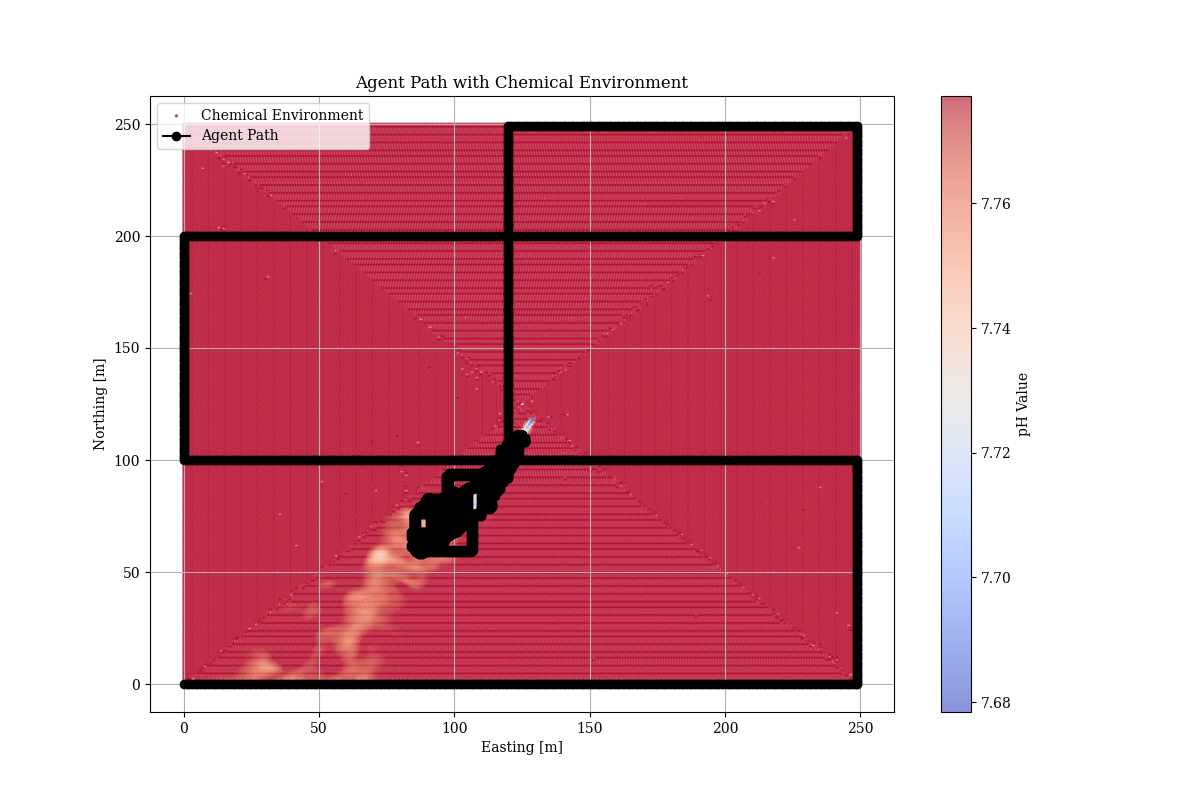 Agent Path with Chemical Environment
Chemical Environment
Agent Path
250
200
150
100
50
0
Northing [m]
0 50 100 150 200 250
Easting [m]
7.76
7.74
7.72
7.70
7.68
pH Value